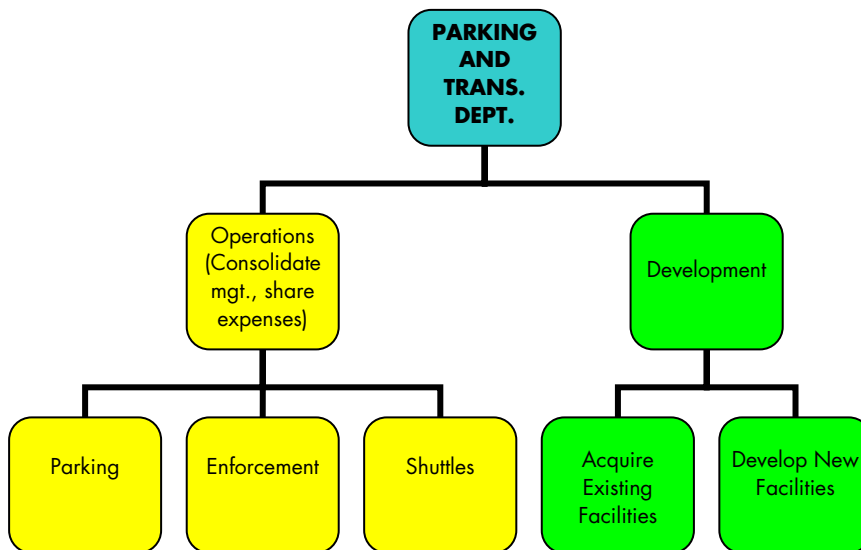 PARKING
AND
TRANS.
DEPT.
Operations
(Consolidate
mgt., share
expenses)
Development
Parking
Enforcement
Shuttles
Acquire
Existing
Facilities
Develop New
Facilities